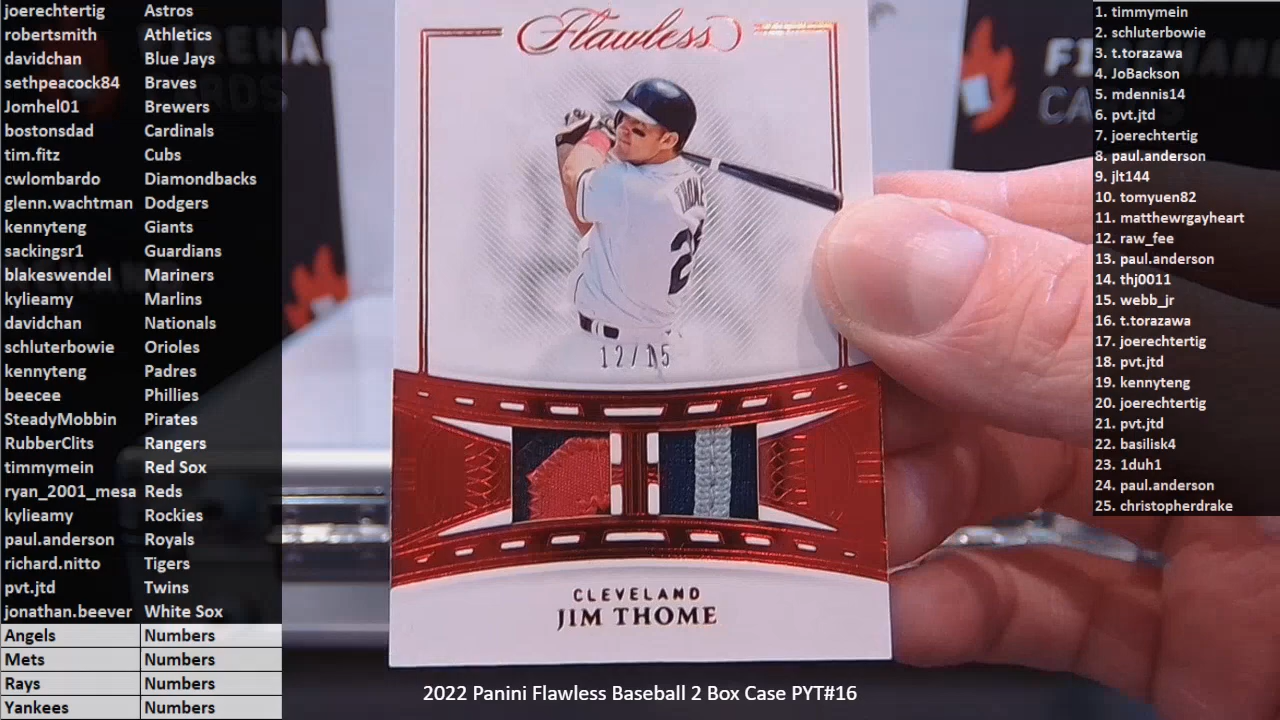 joerechtertig Astros
robertsmith Athletics
davidchan Blue Jays
sethpeacock84 Braves
Jomhel01 Brewers
bostonsdad Cardinals
tim.fitz Cubs
cwlombardo Diamondbacks
glenn.wachtman Dodgers
kennyteng Giants
sackingsr1 Guardians
blakeswendel Mariners
kylieamy Marlins
davidchan Nationals
schluterbowie Orioles
kennyteng Padres
beecee Phillies
SteadyMobbin Pirates
RubberClits Rangers
timmymein Red Sox
ryan_2001_mesa Reds
kylieamy Rockies
paul.anderson Royals
richard.nitto Tigers
pvt.jtd Twins
jonathan.beever White Sox
Angels Numbers
Mets Numbers
Rays Numbers
Yankees Numbers
Flawless
THOME
2
12/15
CLEVELAND
JIM THOME
2022 Panini Flawless Baseball 2 Box Case PYT#16
1. timmymein
2. schluterbowie
3. t.torazawa
4. JoBackson
5. mdennis14
6. pvt.jtd
7. joerechtertig
8. paul.anderson
9. jlt144
10. tomyuen82
11. matthewrgayheart
12. raw_fee
13. paul.anderson
14. thj0011
15. webb_jr
16. t.torazawa
17. joerechtertig
18. pvt.jtd
19. kennyteng
20. joerechtertig
21. pvt.jtd
22. basilisk4
23. 1duh1
24. paul.anderson
25. christopherdrake